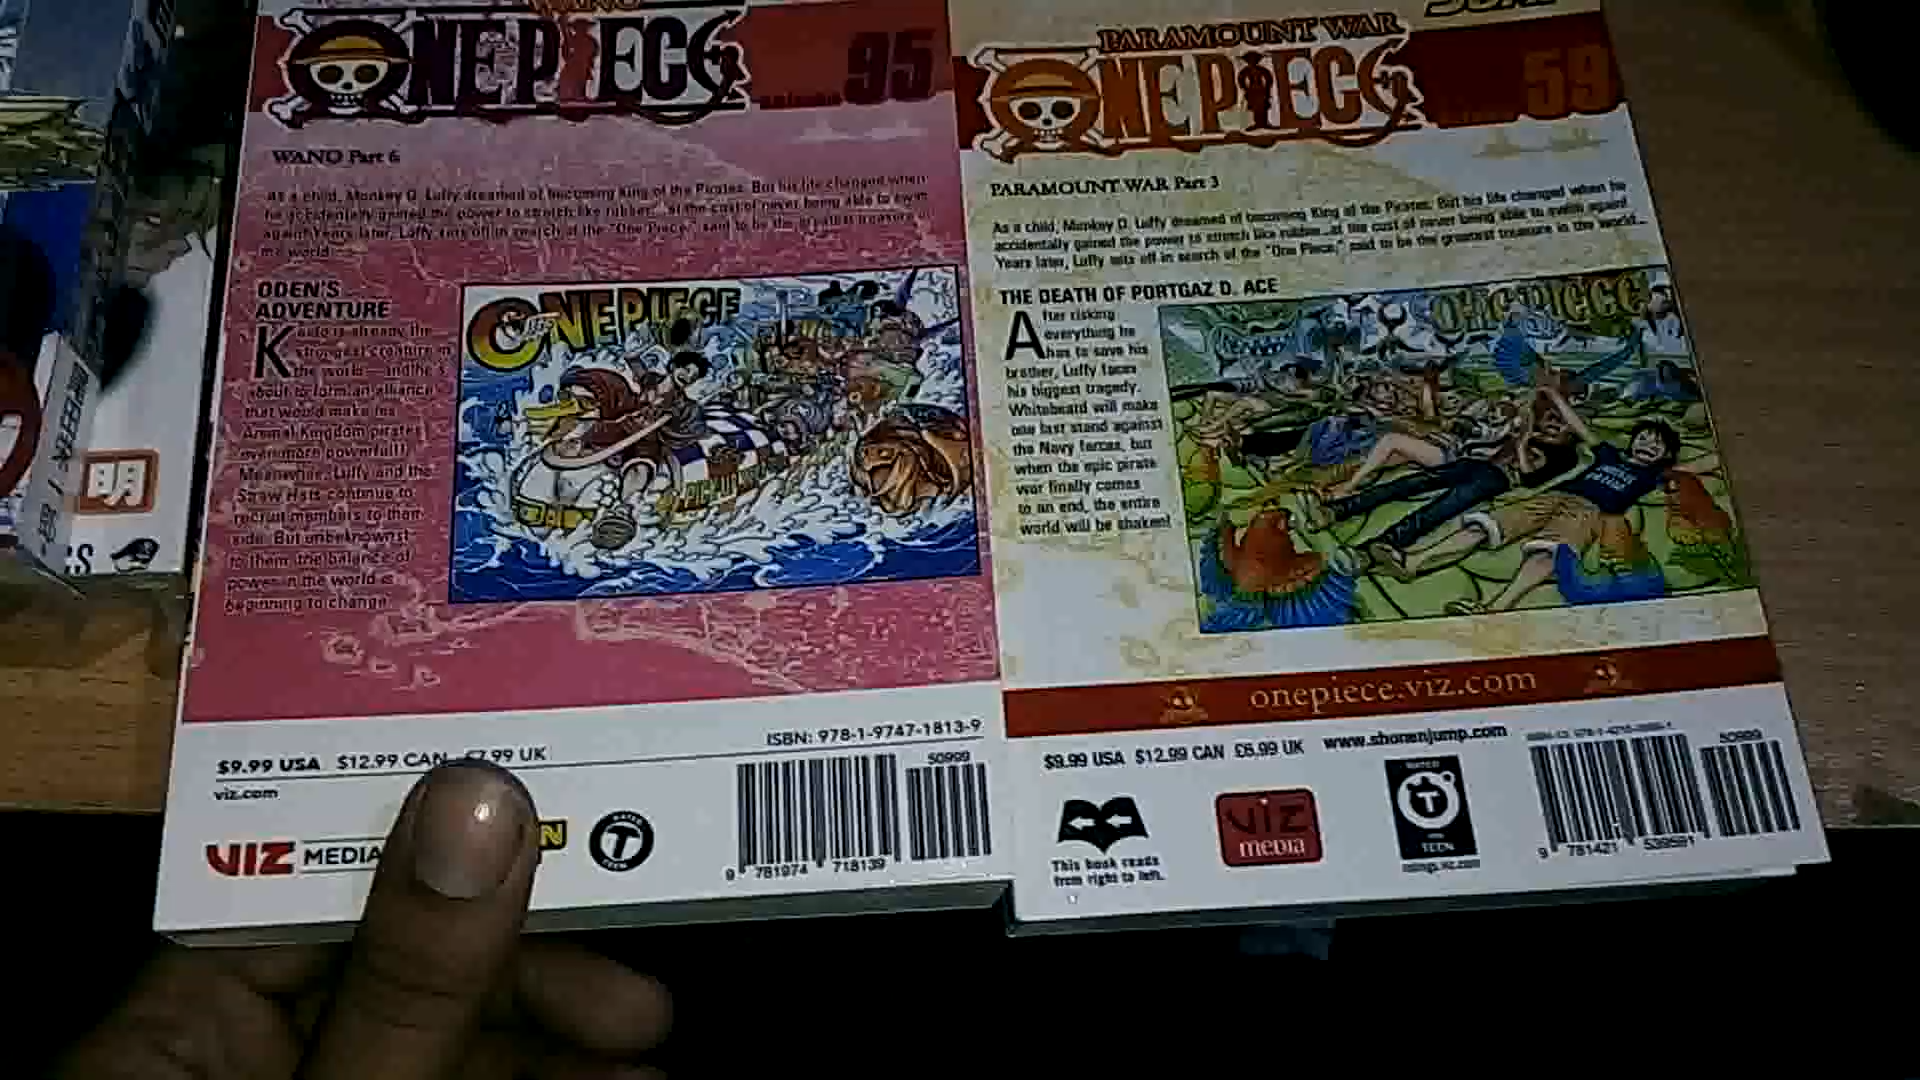 WANO
ONE PIECE
95
WANO Part 6
As a child, Monkey D. Luffy dreamed of becoming King of the Pirates. But his life changed when
he accidentally gained the power to stretch like rubber...at the cost of never being able to swim
again! Years later, Luffy sets off in search of the "One Piece," said to be the greatest treasure in
the world...
ODEN'S
ADVENTURE
Kaido is already the
strongest creature in
the world—and he's
about to form an alliance
that would make his
Animal Kingdom pirates
even more powerful!!
Meanwhile, Luffy and the
Straw Hats continue to
recruit members to their
side. But unbeknownst
to them the balance of
power in the world is
beginning to change.
ONE PIECE
ISBN: 978-1-9747-1813-9
$9.99 USA $12.99 CAN £7.99 UK
viz.com
VIZ MEDIA
RATED
T
TEEN
50999
9 781974 718139
PARAMOUNT WAR
ONE PIECE
59
PARAMOUNT WAR Part 3
As a child, Monkey D. Luffy dreamed of becoming King of the Pirates. But his life changed when he
accidentally gained the power to stretch like rubber...at the cost of never being able to swim again!
Years later, Luffy sets off in search of the "One Piece," said to be the greatest treasure in the world...
THE DEATH OF PORTGAZ D. ACE
After risking
everything he
has to save his
brother, Luffy faces
his biggest tragedy.
Whitebeard will make
one last stand against
the Navy forces, but
when the epic pirate
war finally comes
to an end, the entire
world will be shaken!
ONE PIECE
onepiece.viz.com
$9.99 USA $12.99 CAN £6.99 UK
www.shonenjump.com
This book reads
from right to left.
VIZ
media
RATED
T
TEEN
ratings.viz.com
50999
9 781421 539591
明